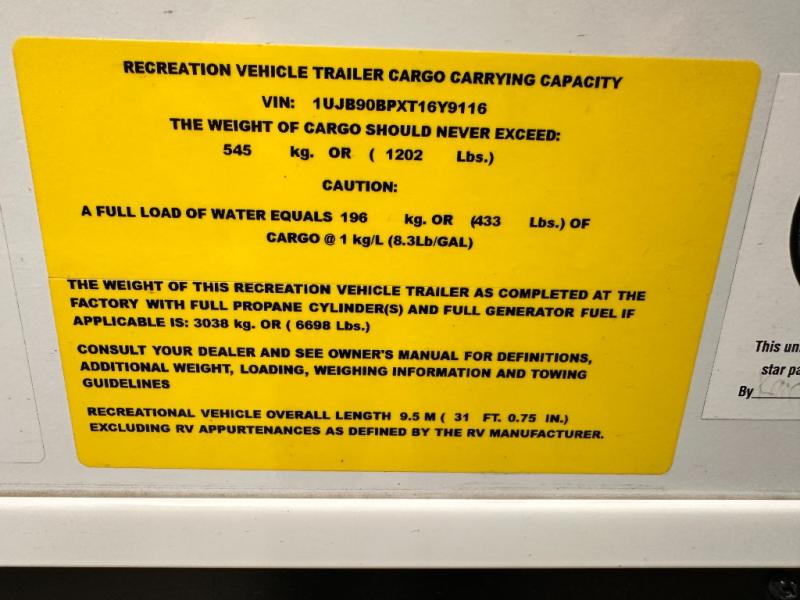 RECREATION VEHICLE TRAILER CARGO CARRYING CAPACITY
VIN: 1UJB90BPXT16Y9116
THE WEIGHT OF CARGO SHOULD NEVER EXCEED:
545 kg. OR ( 1202 Lbs.)
CAUTION:
A FULL LOAD OF WATER EQUALS 196 kg. OR (433 Lbs.) OF
CARGO @ 1 kg/L (8.3Lb/GAL)
THE WEIGHT OF THIS RECREATION VEHICLE TRAILER AS COMPLETED AT THE
FACTORY WITH FULL PROPANE CYLINDER(S) AND FULL GENERATOR FUEL IF
APPLICABLE IS: 3038 kg. OR ( 6698 Lbs.)
CONSULT YOUR DEALER AND SEE OWNER'S MANUAL FOR DEFINITIONS,
ADDITIONAL WEIGHT, LOADING, WEIGHING INFORMATION AND TOWING
GUIDELINES
RECREATIONAL VEHICLE OVERALL LENGTH 9.5 M ( 31 FT. 0.75 IN.)
EXCLUDING RV APPURTENANCES AS DEFINED BY THE RV MANUFACTURER.
This un
star pa
By